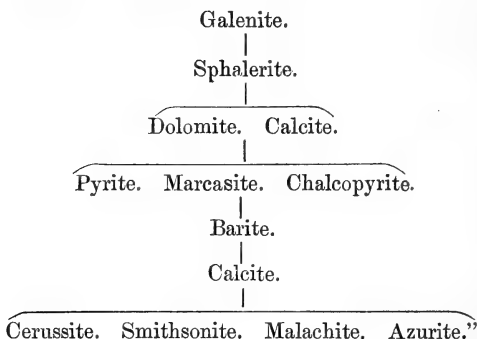 Galenite.
Sphalerite.
Dolomite. Calcite.
Pyrite. Marcasite. Chalcopyrite.
Barite.
Calcite.
Cerussite. Smithsonite. Malachite. Azurite.”